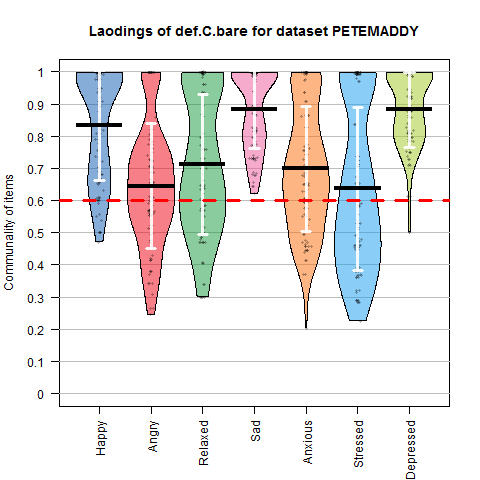 Laodings of def.C.bare for dataset PETEMADDY
Communality of items
1
0.9
0.8
0.7
0.6
0.5
0.4
0.3
0.2
0.1
0
Happy
Angry
Relaxed
Sad
Anxious
Stressed
Depressed